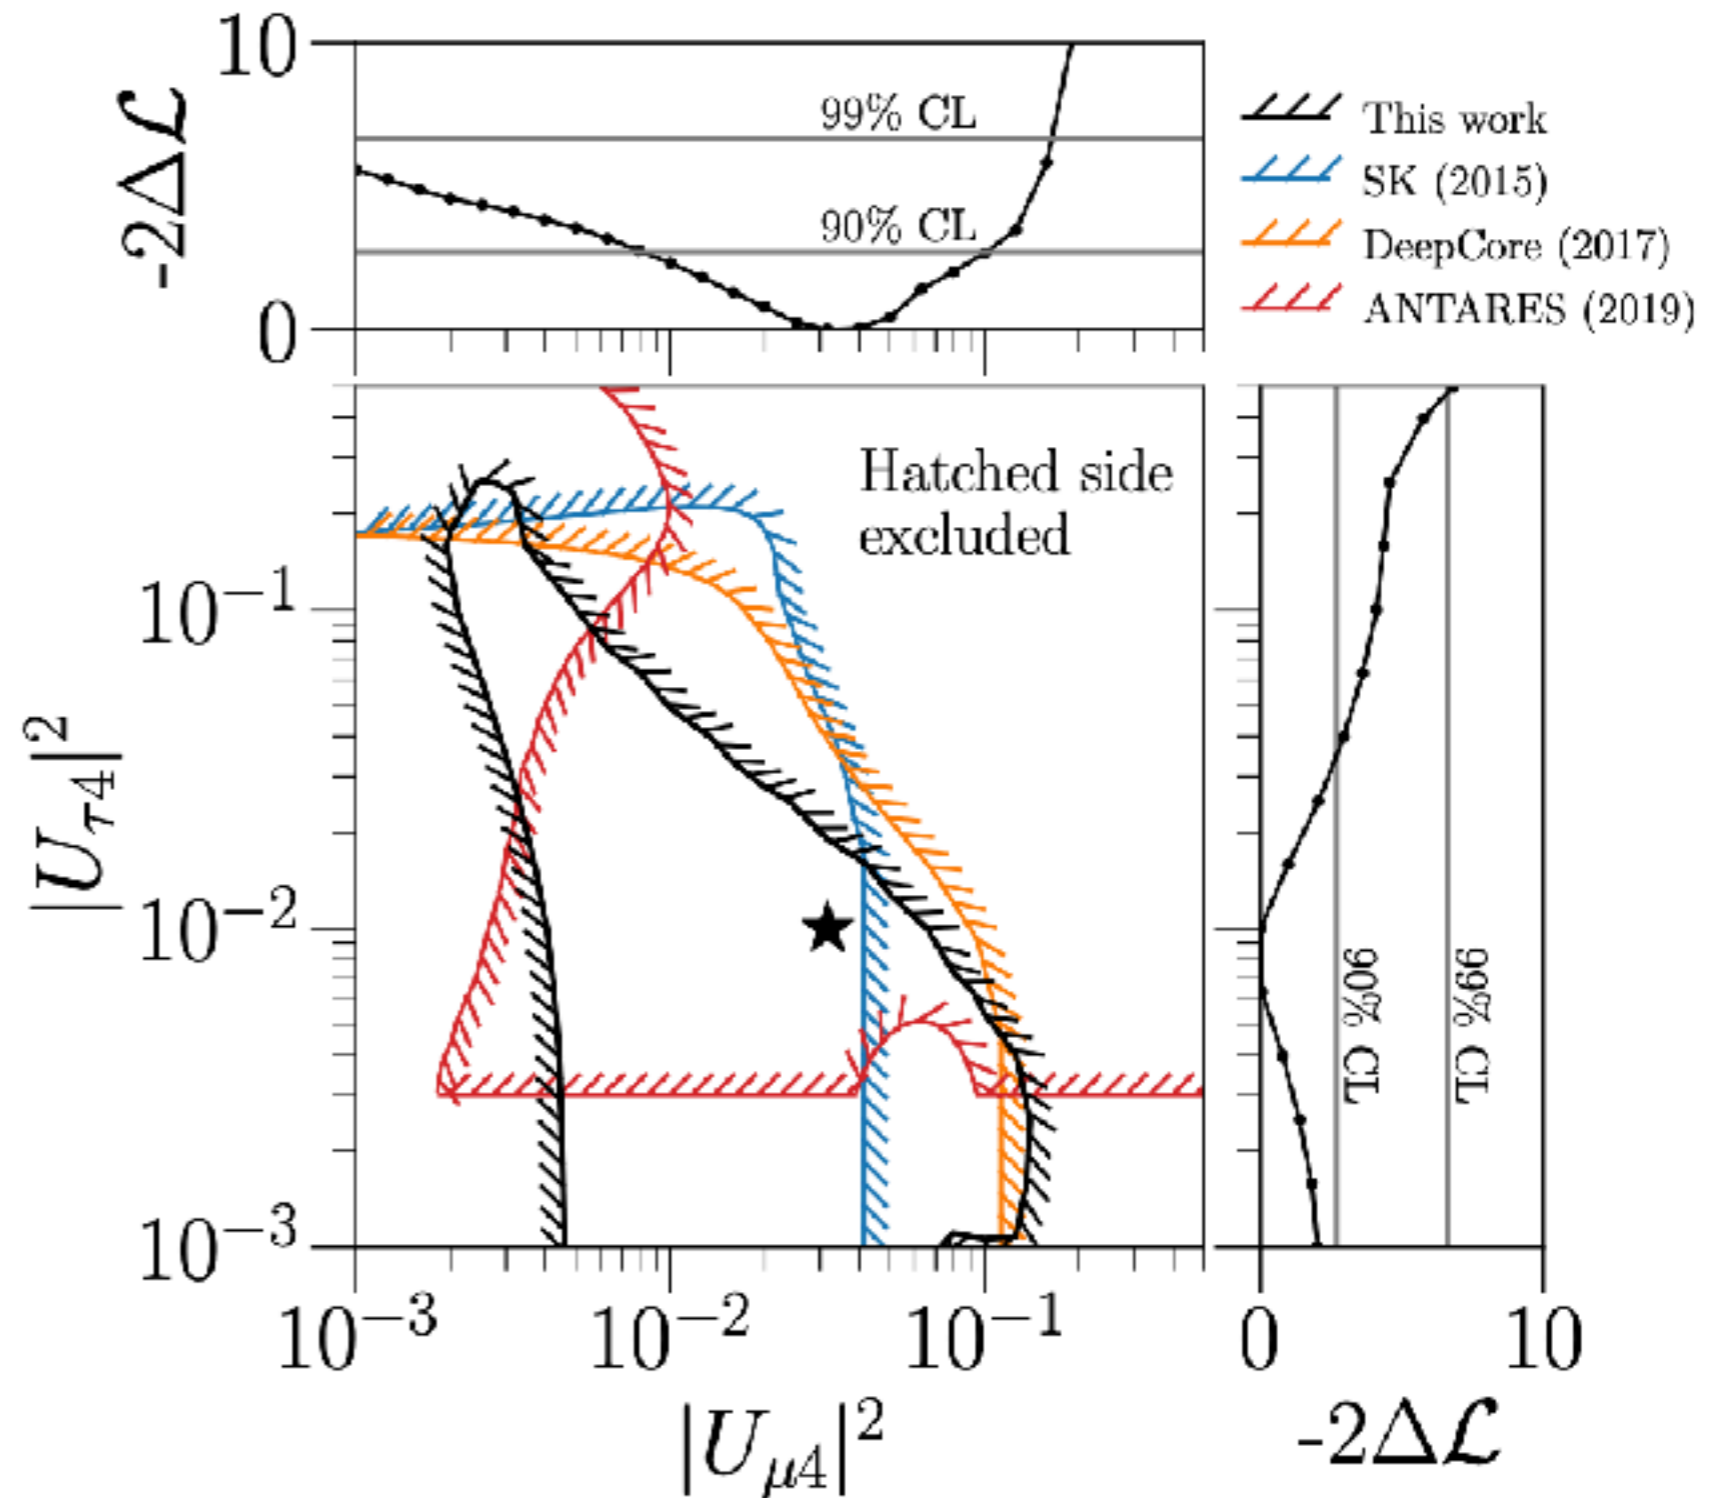 10
-2Δℒ
0
99% CL
90% CL
This work
SK (2015)
DeepCore (2017)
ANTARES (2019)
Hatched side
excluded
|U_τ4|²
10⁻¹
10⁻²
10⁻³
90% CL
99% CL
10⁻³ 10⁻² 10⁻¹
0 10
|U_μ4|²
-2Δℒ